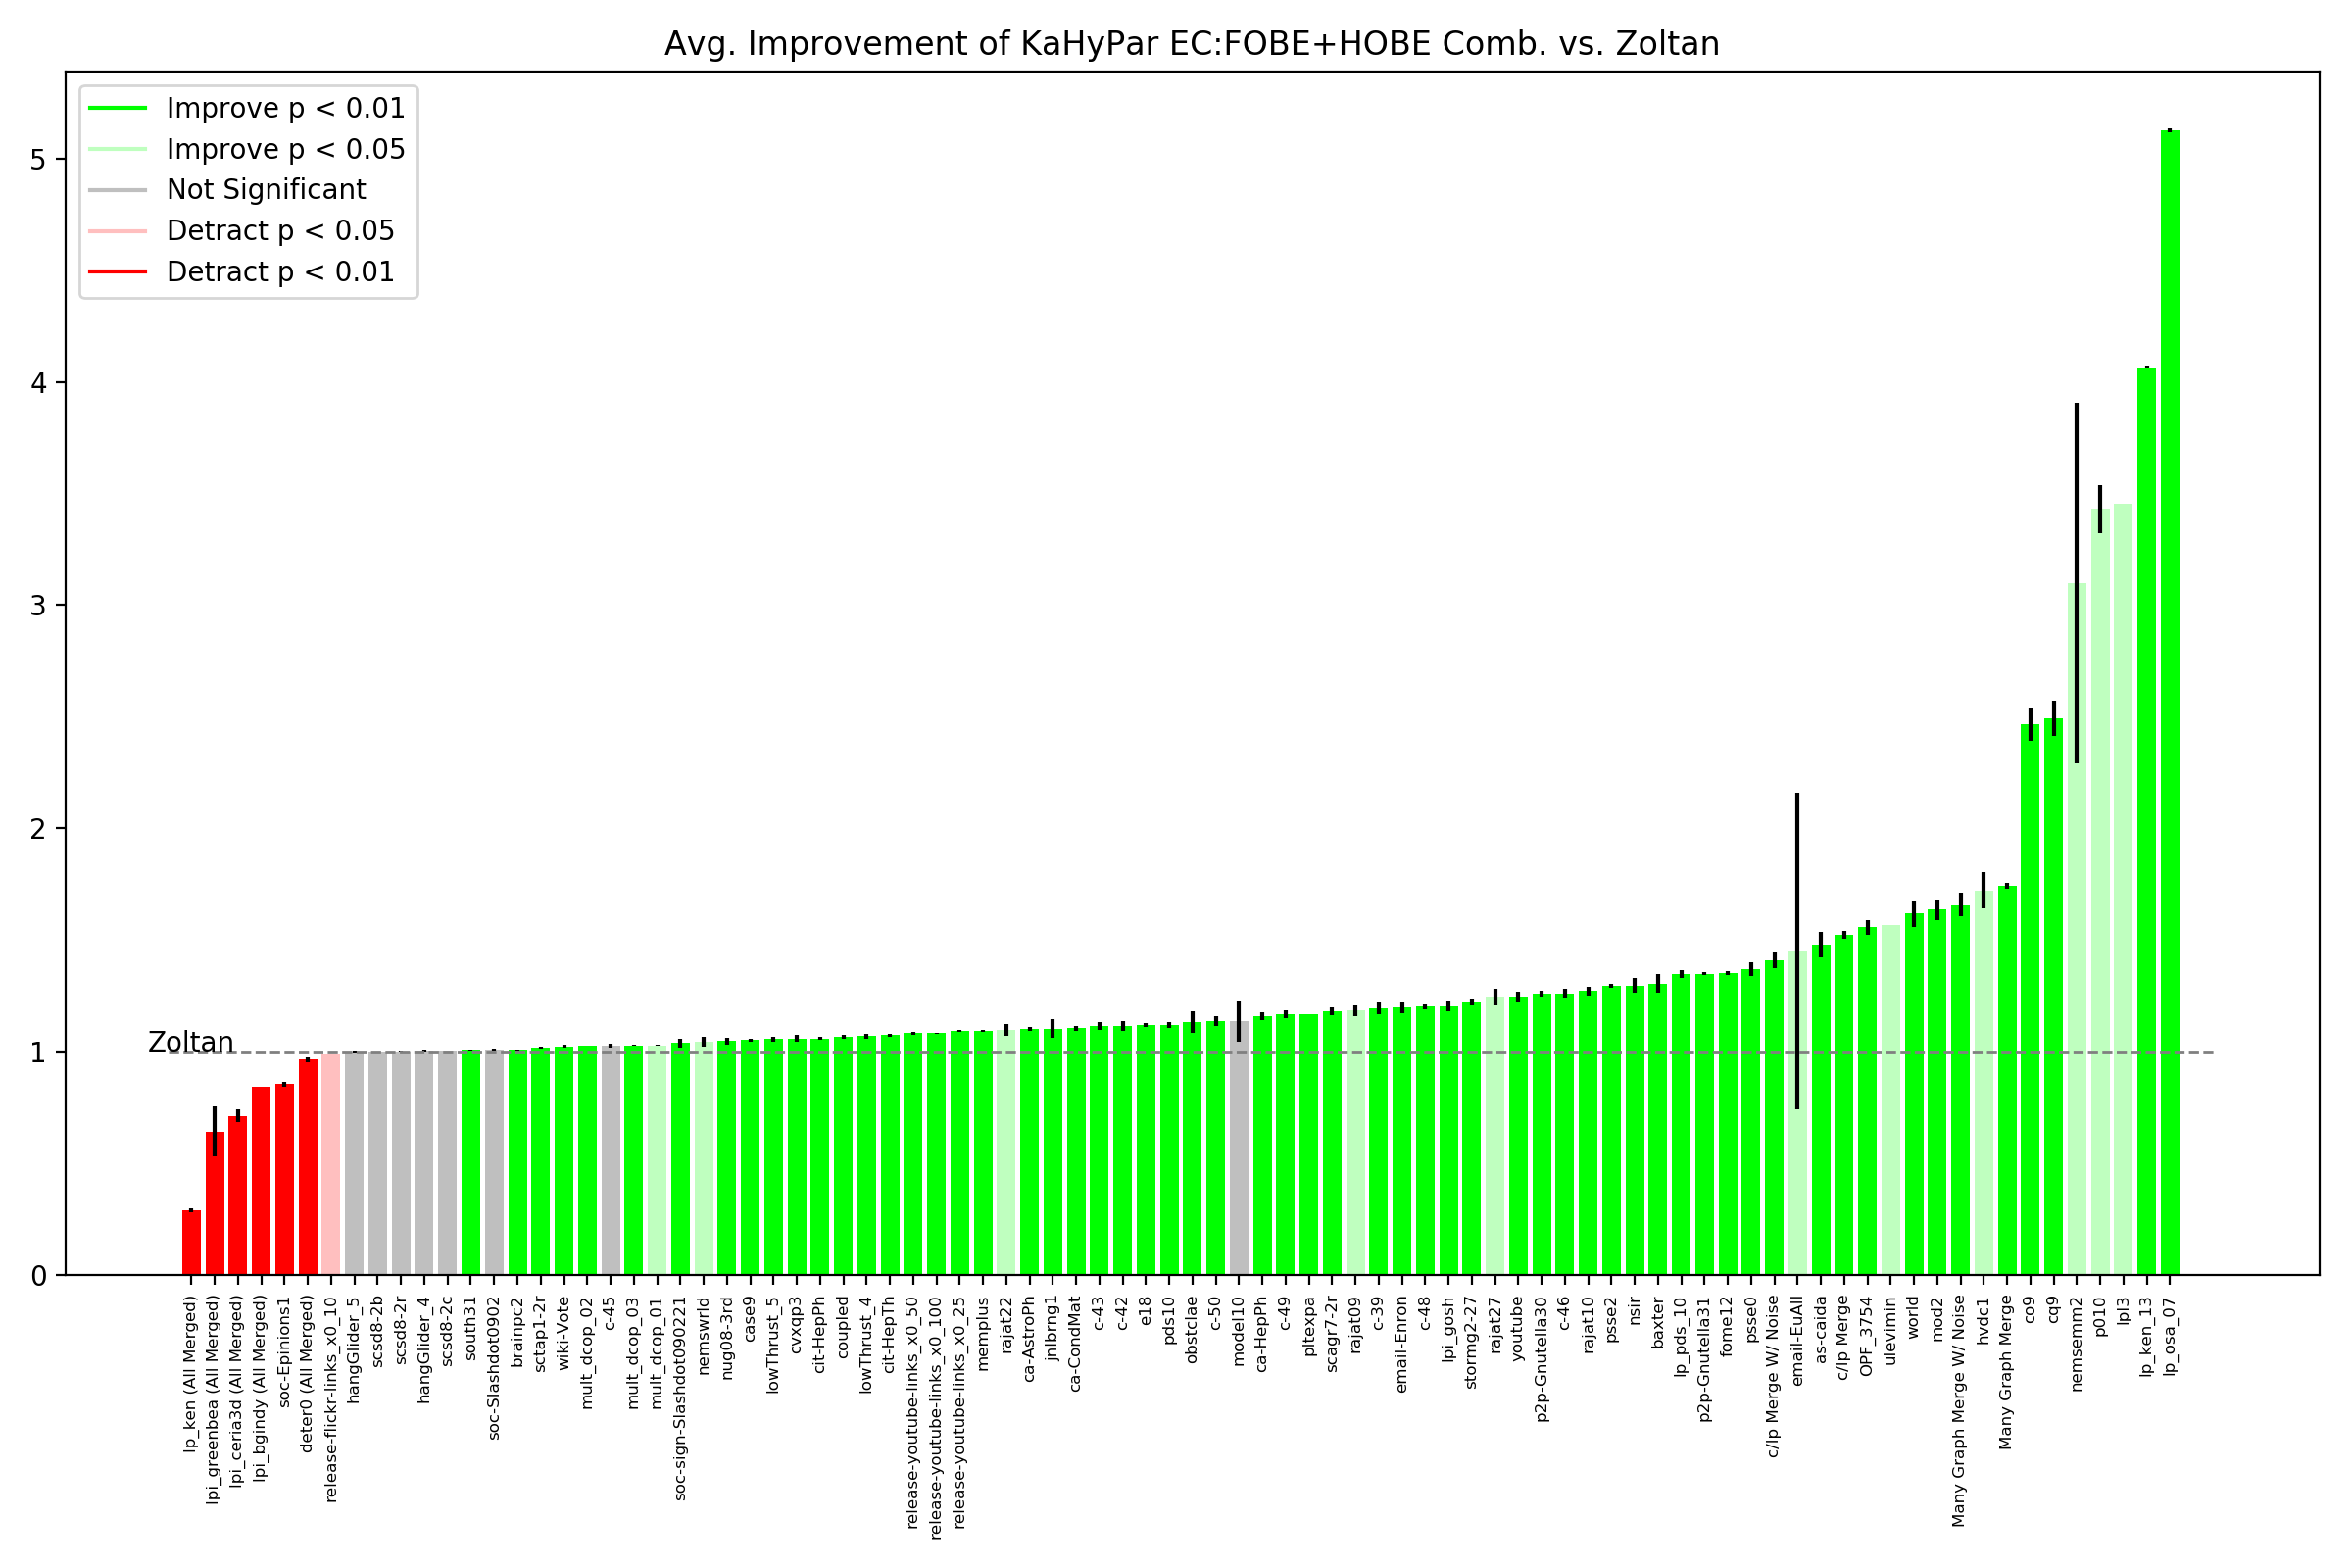 Avg. Improvement of KaHyPar EC:FOBE+HOBE Comb. vs. Zoltan
Improve p < 0.01
Improve p < 0.05
Not Significant
Detract p < 0.05
Detract p < 0.01
5
4
3
2
1
0
Zoltan
lp_ken (All Merged)
lpi_greenbea (All Merged)
lpi_ceria3d (All Merged)
lpi_bgindy (All Merged)
soc-Epinions1
deter0 (All Merged)
release-flickr-links_x0_10
hangGlider_5
scsd8-2b
scsd8-2r
hangGlider_4
scsd8-2c
south31
soc-Slashdot0902
brainpc2
sctap1-2r
wiki-Vote
mult_dcop_02
c-45
mult_dcop_03
mult_dcop_01
soc-sign-Slashdot090221
nemswrld
nug08-3rd
case9
lowThrust_5
cvxqp3
cit-HepPh
coupled
lowThrust_4
cit-HepTh
release-youtube-links_x0_50
release-youtube-links_x0_100
release-youtube-links_x0_25
memplus
rajat22
ca-AstroPh
jnlbrng1
ca-CondMat
c-43
c-42
e18
pds10
obstclae
c-50
model10
ca-HepPh
c-49
pltexpa
scagr7-2r
rajat09
c-39
email-Enron
c-48
lpi_gosh
stormg2-27
rajat27
youtube
p2p-Gnutella30
c-46
rajat10
psse2
nsir
baxter
lp_pds_10
p2p-Gnutella31
fome12
psse0
c/lp Merge W/ Noise
email-EuAll
as-caida
c/lp Merge
OPF_3754
ulevimin
world
mod2
Many Graph Merge W/ Noise
hvdc1
Many Graph Merge
co9
cq9
nemsemm2
p010
lpl3
lp_ken_13
lp_osa_07